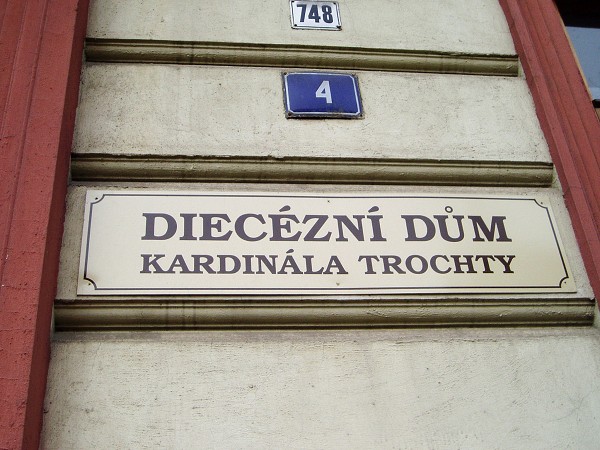 748
4
DIECÉZNÍ DŮM
KARDINÁLA TROCHTY